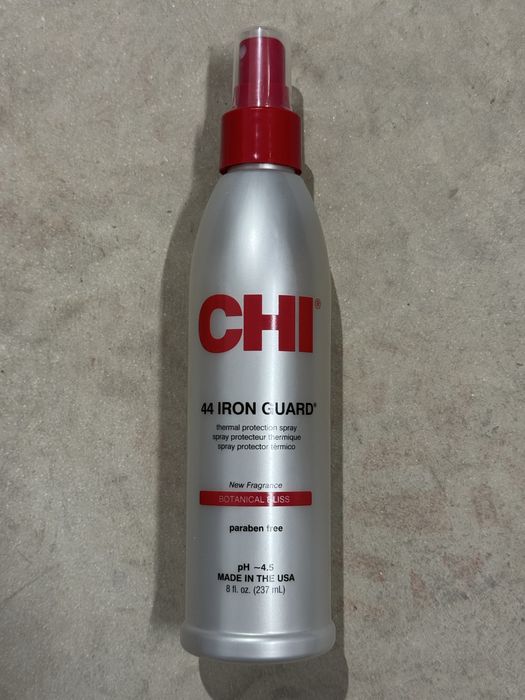 CHI®
44 IRON GUARD®
thermal protection spray
spray protecteur thermique
spray protector térmico
New Fragrance
BOTANICAL BLISS
paraben free
pH ~4.5
MADE IN THE USA
8 fl. oz. (237 mL)